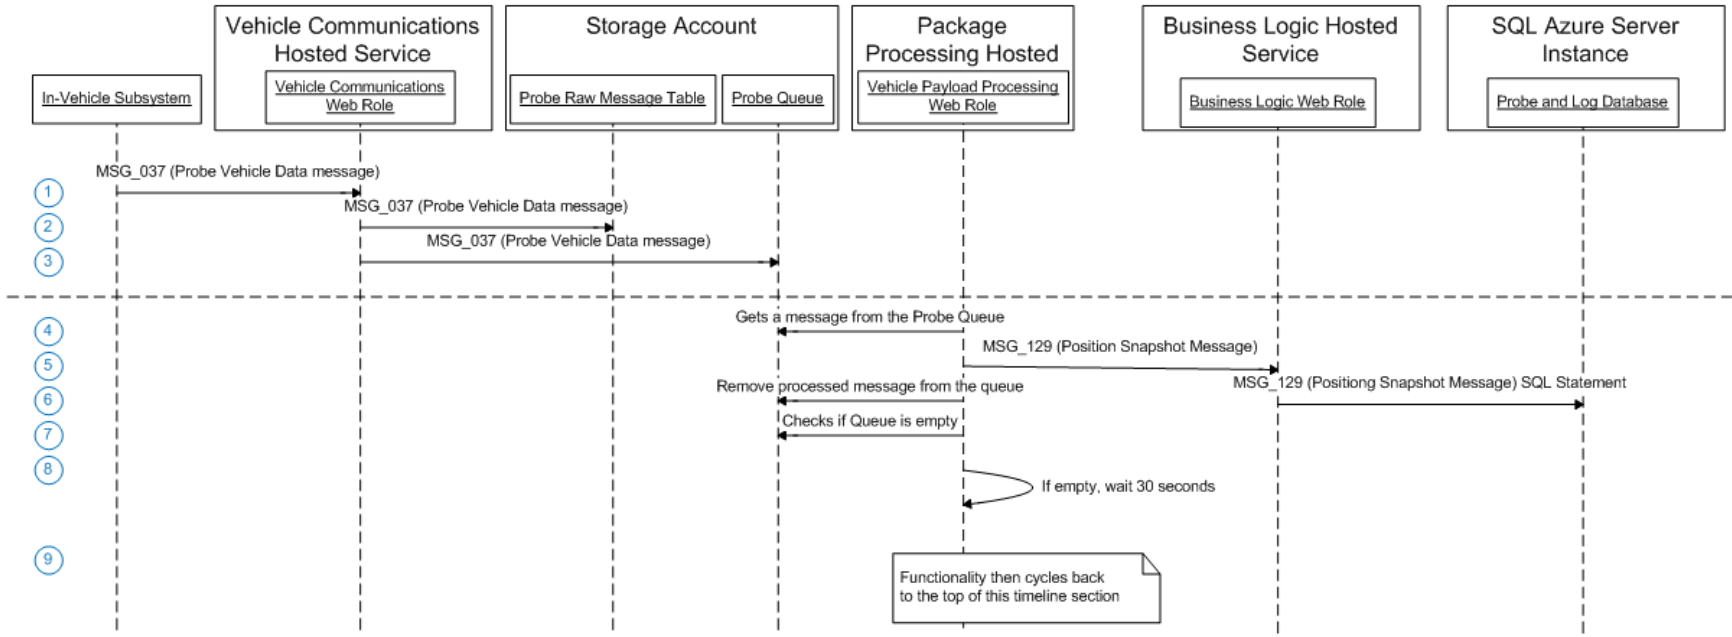 Vehicle Communications
Hosted Service
Storage Account
Package
Processing Hosted
Business Logic Hosted
Service
SQL Azure Server
Instance
In-Vehicle Subsystem
Vehicle Communications
Web Role
Probe Raw Message Table
Probe Queue
Vehicle Payload Processing
Web Role
Business Logic Web Role
Probe and Log Database
MSG_037 (Probe Vehicle Data message)
1
MSG_037 (Probe Vehicle Data message)
2
MSG_037 (Probe Vehicle Data message)
3
Gets a message from the Probe Queue
4
MSG_129 (Position Snapshot Message)
5
MSG_129 (Positiong Snapshot Message) SQL Statement
Remove processed message from the queue
6
Checks if Queue is empty
7
8
If empty, wait 30 seconds
9
Functionality then cycles back
to the top of this timeline section